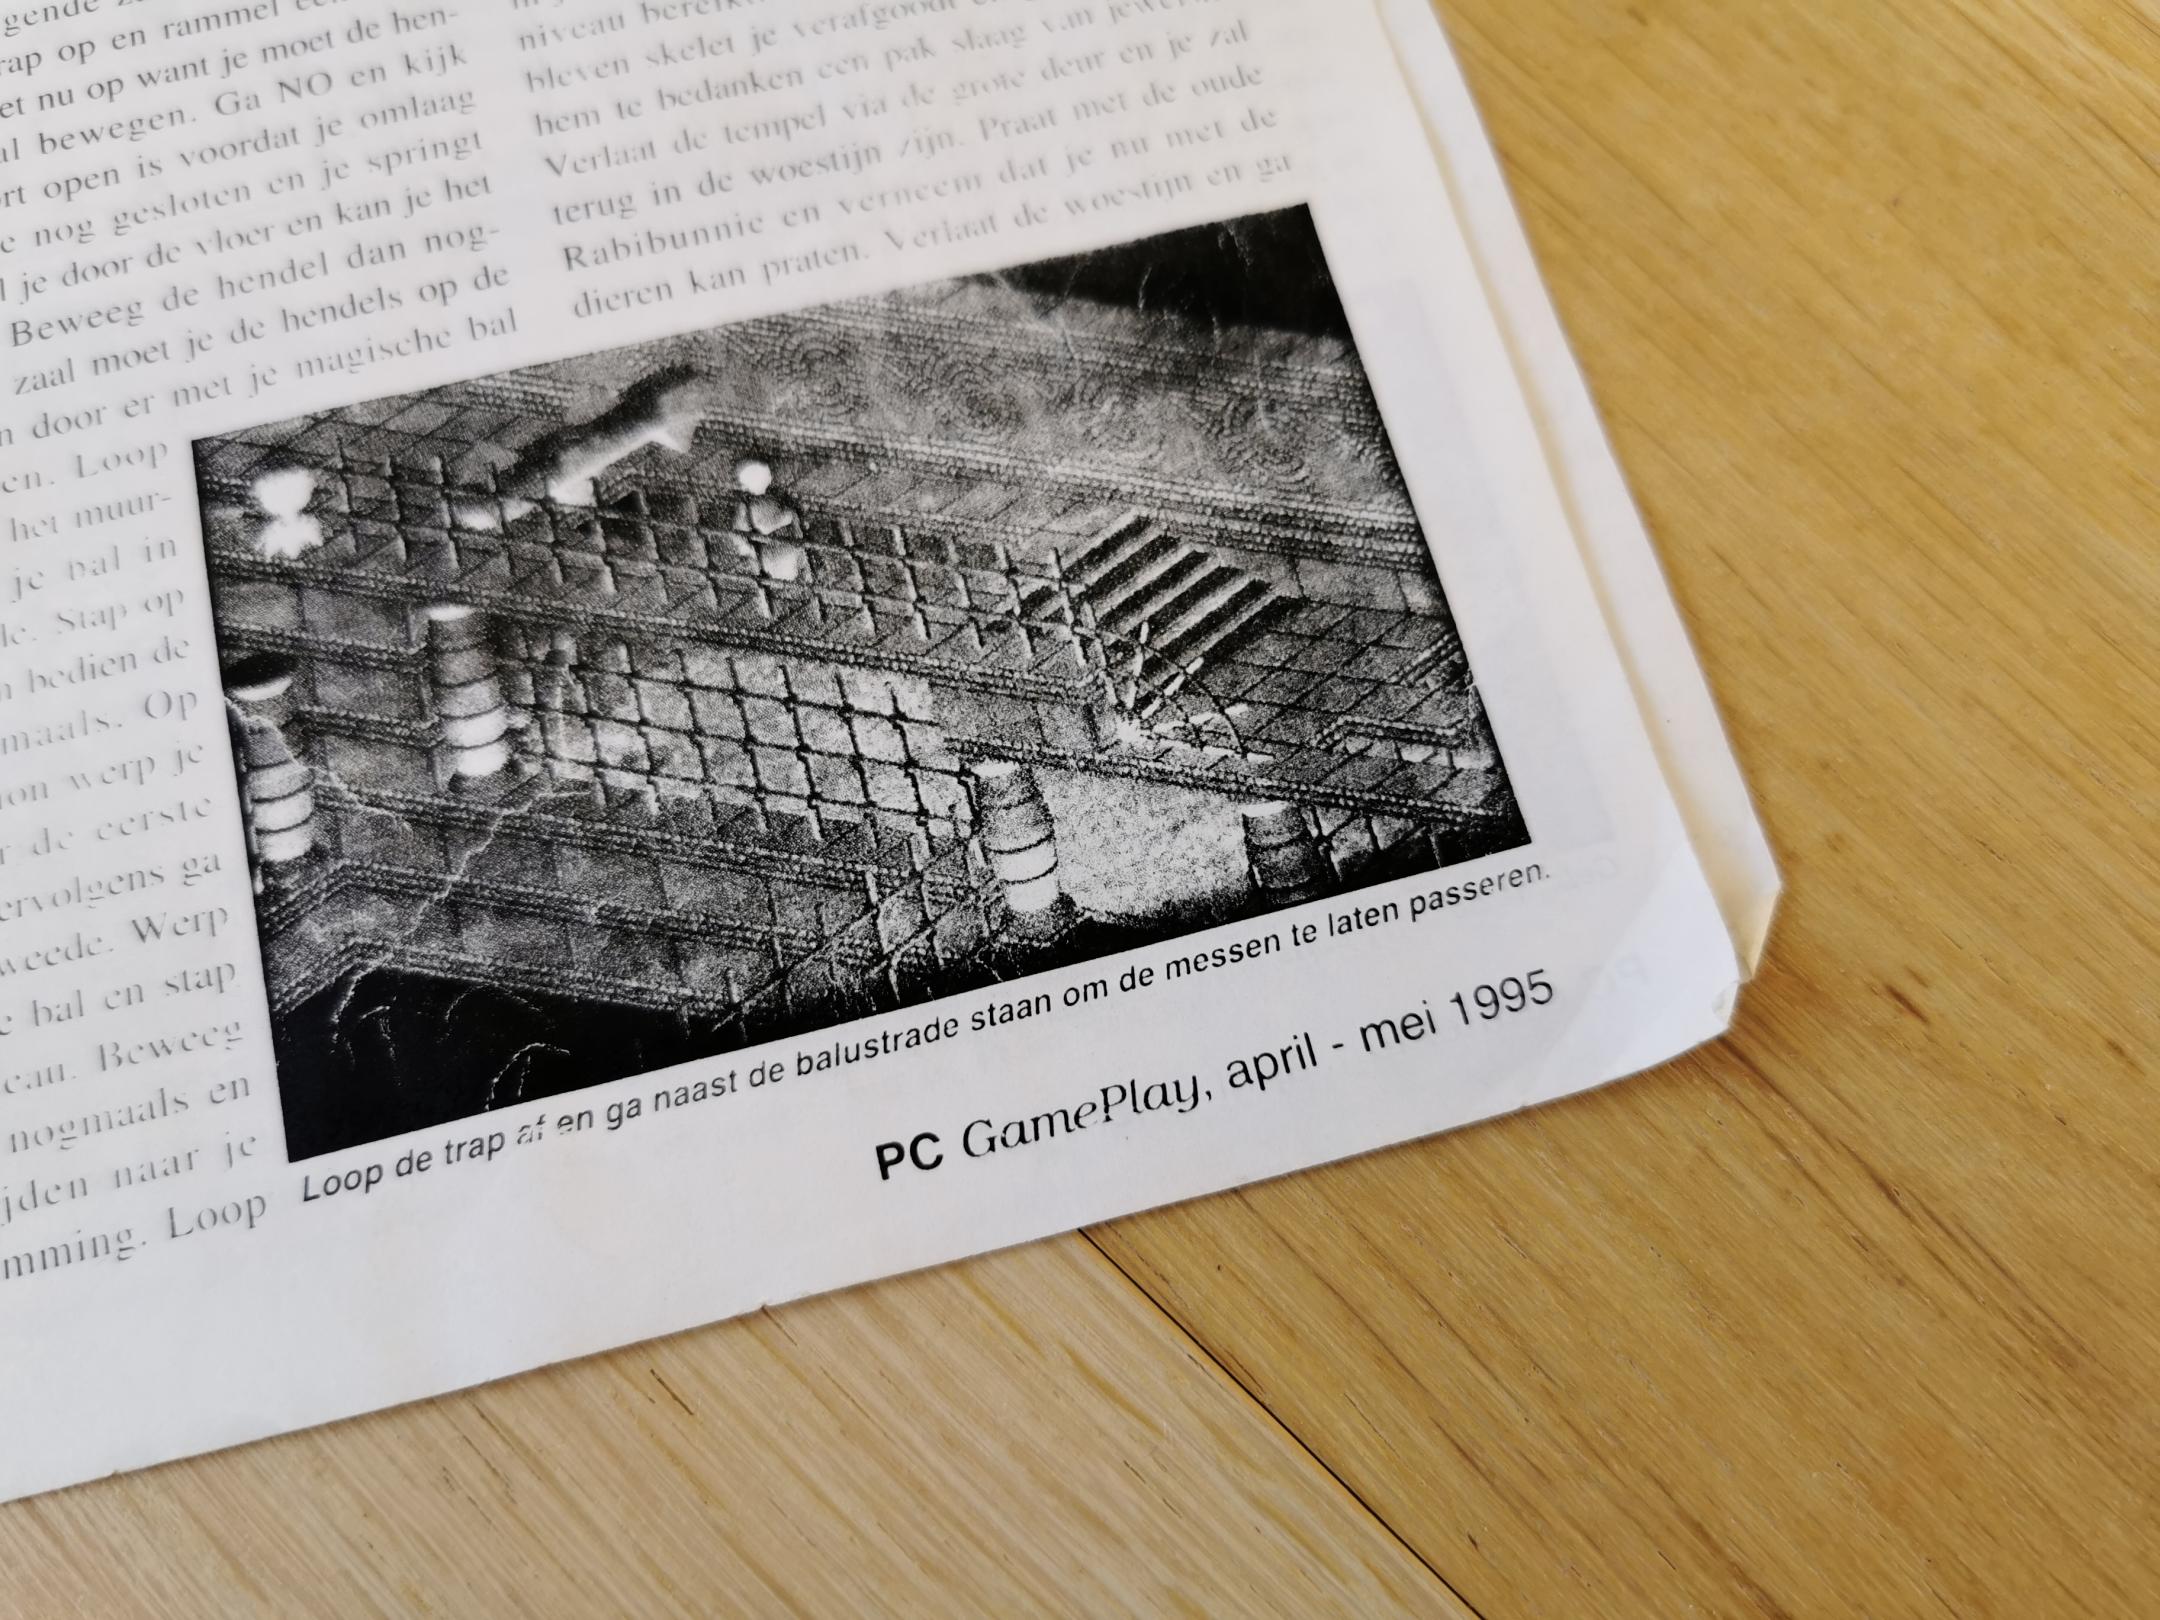 gende
rap op en rammel
et nu op want je moet de hen-
al bewegen. Ga NO en kijk
rt open is voordat je omlaag
e nog gesloten en je springt
l je door de vloer en kan je het
Beweeg de hendel dan nog-
zaal moet je de hendels op de
n door er met je magische bal
en. Loop
het muur-
je bal in
le. Stap op
n bedien de
maals. Op
ion werp je
r de eerste
ervolgens ga
weede. Werp
e bal en stap
eau. Beweeg
nogmaals en
jden naar je
mming. Loop
niveau
bleven skelet je verafgoodt
hem te bedanken een pak slaag van
Verlaat de tempel via de grote deur en je zal
terug in de woestijn zijn. Praat met de oude
Rabibunnie en verneem dat je nu met de
dieren kan praten. Verlaat de woestijn en ga
Loop de trap af en ga naast de balustrade staan om de messen te laten passeren.
PC GamePlay, april - mei 1995